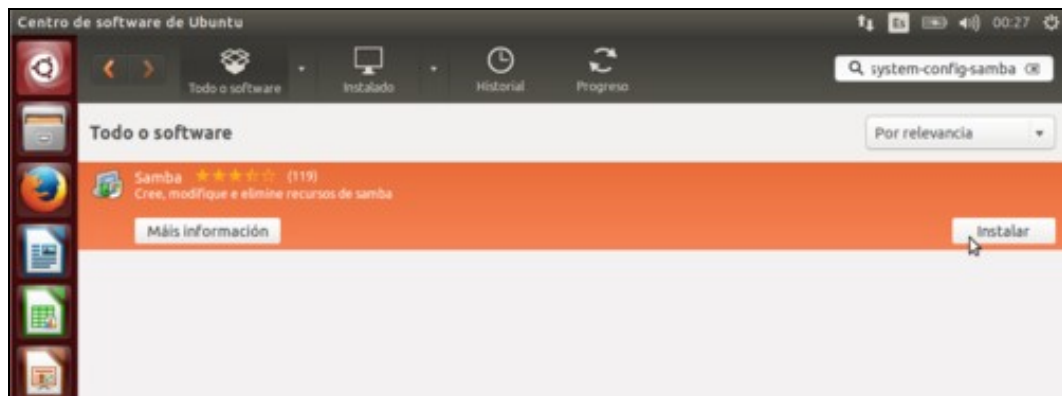 Centro de software de Ubuntu
Es
00:27
Todo o software
Instalado
Historial
Progreso
system-config-samba
Todo o software
Por relevancia
Samba (119)
Cree, modifique e elimine recursos de samba
Máis información
Instalar